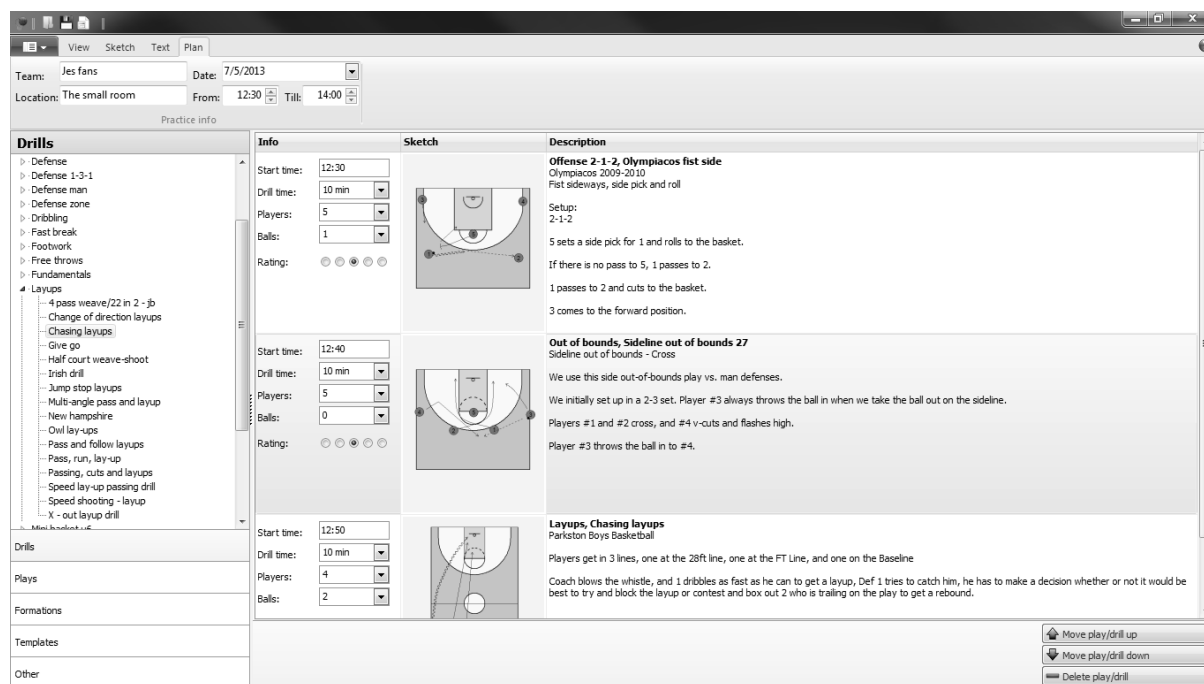 View Sketch Text Plan
Team: Jes fans Date: 7/5/2013
Location: The small room From: 12:30 Till: 14:00
Practice info
Drills
Defense
Defense 1-3-1
Defense man
Defense zone
Dribbling
Fast break
Footwork
Free throws
Fundamentals
Layups
4 pass weave/22 in 2 - jb
Change of direction layups
Chasing layups
Give go
Half court weave-shoot
Irish drill
Jump stop layups
Multi-angle pass and layup
New hampshire
Owl lay-ups
Pass and follow layups
Pass, run, lay-up
Passing, cuts and layups
Speed lay-up passing drill
Speed shooting - layup
X - out layup drill
Mini basket u6
Drills
Plays
Formations
Templates
Other
Info Sketch Description
Start time: 12:30
Drill time: 10 min
Players: 5
Balls: 1
Rating:
Offense 2-1-2, Olympiacos fist side
Olympiacos 2009-2010
Fist sideways, side pick and roll
Setup:
2-1-2
5 sets a side pick for 1 and rolls to the basket.
If there is no pass to 5, 1 passes to 2.
1 passes to 2 and cuts to the basket.
3 comes to the forward position.
Start time: 12:40
Drill time: 10 min
Players: 5
Balls: 0
Rating:
Out of bounds, Sideline out of bounds 27
Sideline out of bounds - Cross
We use this side out-of-bounds play vs. man defenses.
We initially set up in a 2-3 set. Player #3 always throws the ball in when we take the ball out on the sideline.
Players #1 and #2 cross, and #4 v-cuts and flashes high.
Player #3 throws the ball in to #4.
Start time: 12:50
Drill time: 10 min
Players: 4
Balls: 2
Layups, Chasing layups
Parkston Boys Basketball
Players get in 3 lines, one at the 28ft line, one at the FT Line, and one on the Baseline
Coach blows the whistle, and 1 dribbles as fast as he can to get a layup, Def 1 tries to catch him, he has to make a decision whether or not it would be
best to try and block the layup or contest and box out 2 who is trailing on the play to get a rebound.
Move play/drill up
Move play/drill down
Delete play/drill